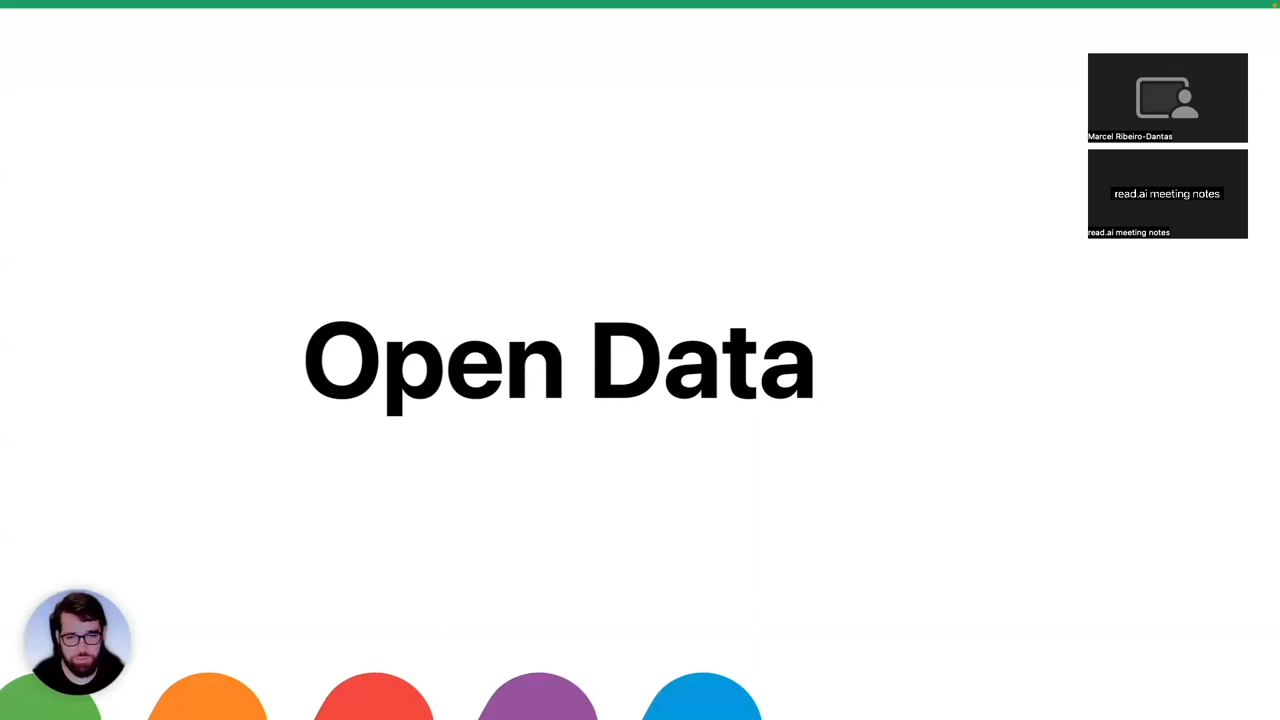 Marcel Ribeiro-Dantas
read.ai meeting notes
read.ai meeting notes
Open Data